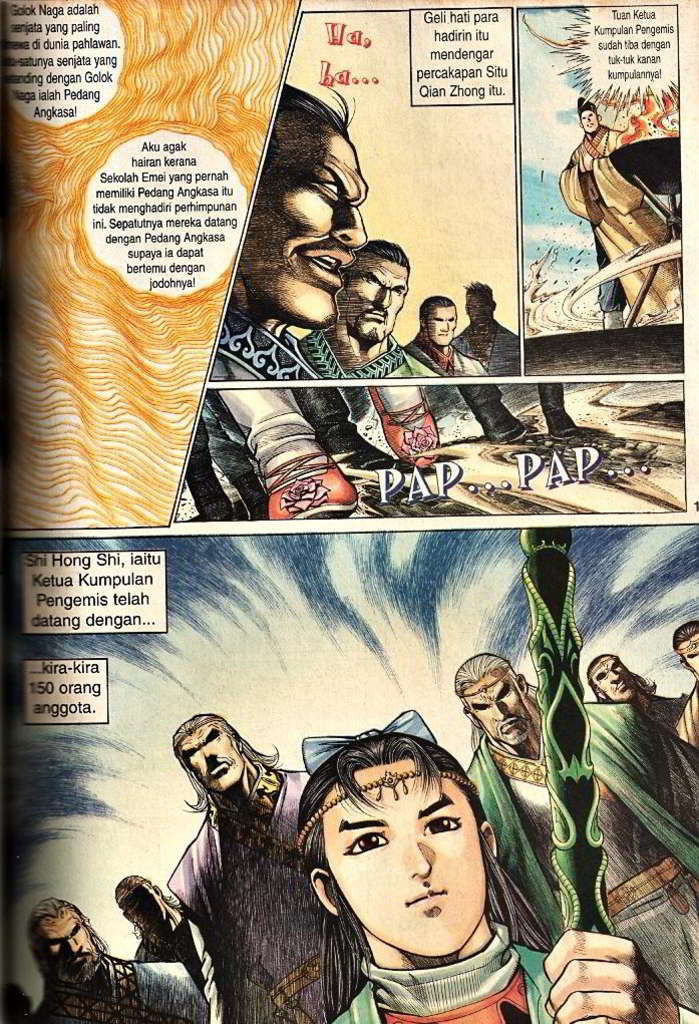 Golok Naga adalah
senjata yang paling
di dunia pahlawan.
senjata yang
tanding dengan Golok
Naga ialah Pedang
Angkasa!
Aku agak
hairan kerana
Sekolah Emei yang pernah
memiliki Pedang Angkasa itu
tidak menghadiri perhimpunan
ini. Sepatutnya mereka datang
dengan Pedang Angkasa
supaya ia dapat
bertemu dengan
jodohnya!
Ha,
ha...
Geli hati para
hadirin itu
mendengar
percakapan Situ
Qian Zhong itu.
Tuan Ketua
Kumpulan Pengemis
sudah tiba dengan
tuk-tuk kanan
kumpulannya!
PAP...PAP...
Shi Hong Shi, iaitu
Ketua Kumpulan
Pengemis telah
datang dengan...
...kira-kira
150 orang
anggota.